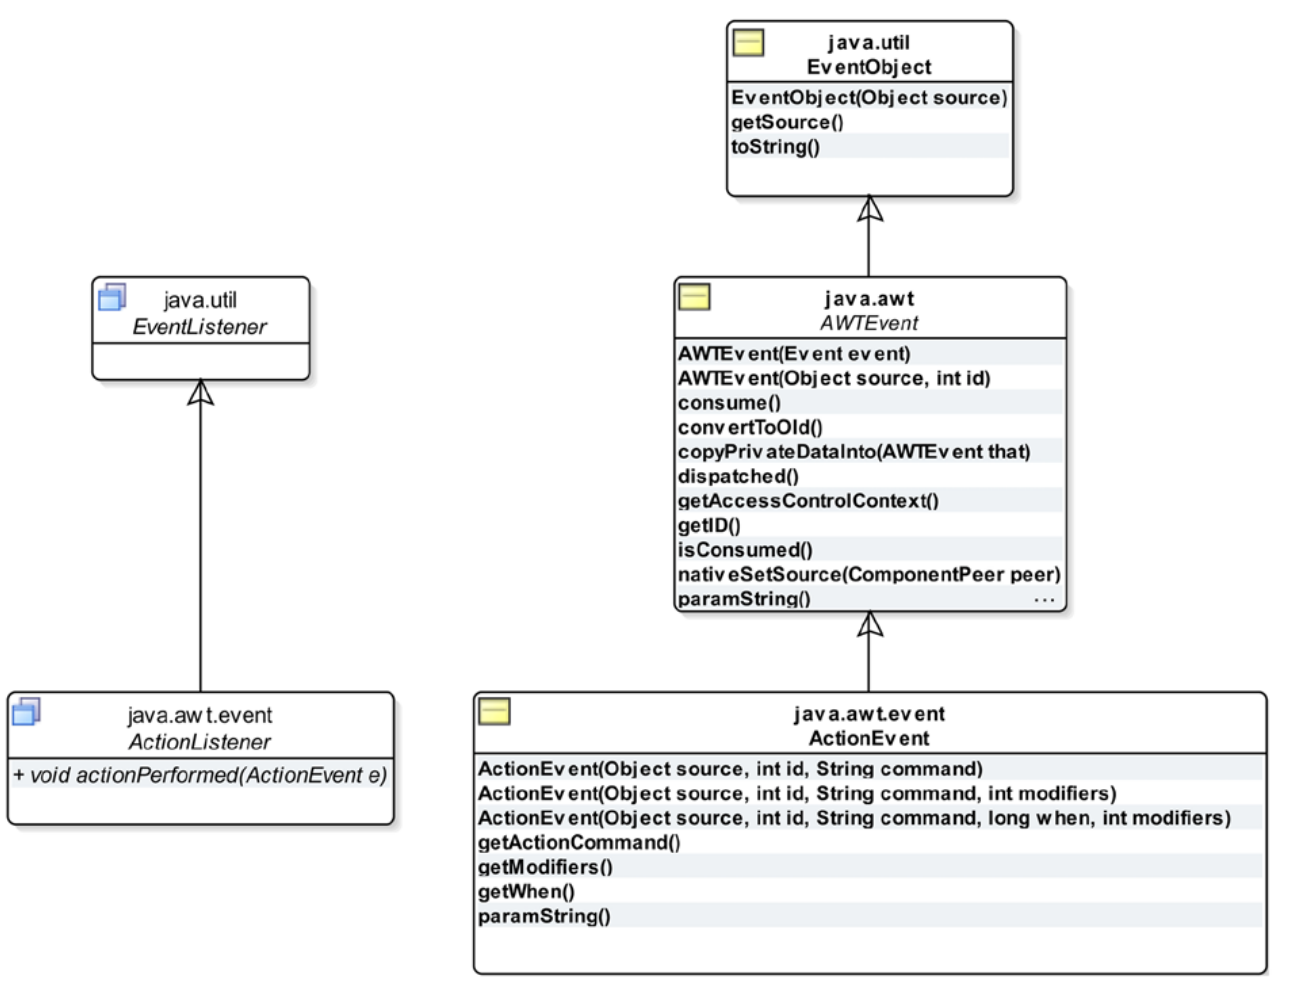 java.util
EventObject
EventObject(Object source)
getSource()
toString()
java.util
EventListener
java.awt
AWTEvent
AWTEvent(Event event)
AWTEvent(Object source, int id)
consume()
convertToOld()
copyPrivateDataInto(AWTEvent that)
dispatched()
getAccessControlContext()
getID()
isConsumed()
nativeSetSource(ComponentPeer peer)
paramString() ...
java.awt.event
ActionListener
+ void actionPerformed(ActionEvent e)
java.awt.event
ActionEvent
ActionEvent(Object source, int id, String command)
ActionEvent(Object source, int id, String command, int modifiers)
ActionEvent(Object source, int id, String command, long when, int modifiers)
getActionCommand()
getModifiers()
getWhen()
paramString()